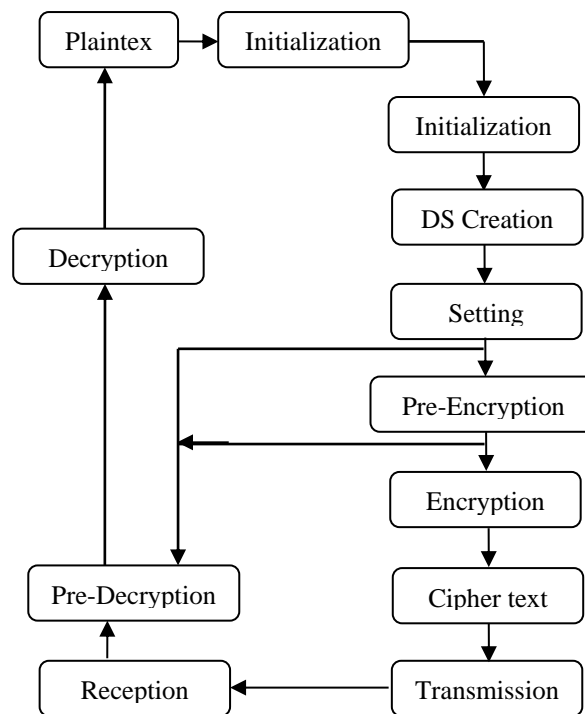 Plaintex
Initialization
Initialization
DS Creation
Decryption
Setting
Pre-Encryption
Encryption
Pre-Decryption
Cipher text
Reception
Transmission